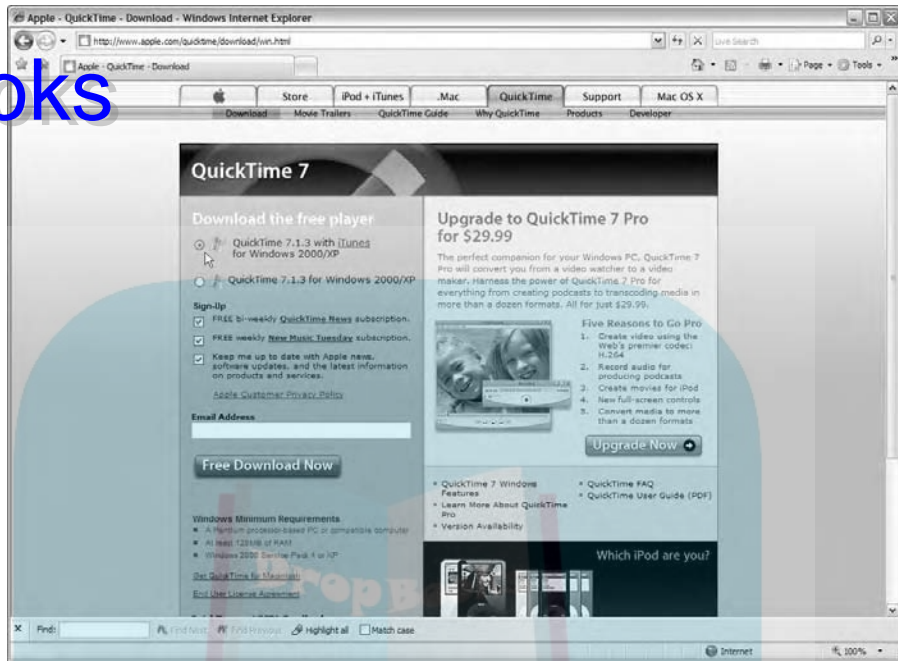 Apple - QuickTime - Download - Windows Internet Explorer
http://www.apple.com/quicktime/download/win.html
Live Search
Apple - QuickTime - Download
Page
Tools
oks
Store
iPod + iTunes
.Mac
QuickTime
Support
Mac OS X
Download
Movie Trailers
QuickTime Guide
Why QuickTime
Products
Developer
QuickTime 7
Download the free player
QuickTime 7.1.3 with iTunes
for Windows 2000/XP
QuickTime 7.1.3 for Windows 2000/XP
Sign-Up
FREE bi-weekly QuickTime News subscription.
FREE weekly New Music Tuesday subscription.
Keep me up to date with Apple news,
software updates, and the latest information
on products and services.
Apple Customer Privacy Policy
Email Address
Free Download Now
Windows Minimum Requirements
A Pentium processor-based PC or compatible computer
At least 128MB of RAM
Windows 2000 Service Pack 4 or XP
Get QuickTime for Macintosh
End User License Agreement
Upgrade to QuickTime 7 Pro
for $29.99
The perfect companion for your Windows PC, QuickTime 7
Pro will convert you from a video watcher to a video
maker. Harness the power of QuickTime 7 Pro for
everything from creating podcasts to transcoding media in
more than a dozen formats. All for just $29.99.
Five Reasons to Go Pro
1. Create video using the
Web's premier codec:
H.264
2. Record audio for
producing podcasts
3. Create movies for iPod
4. New full-screen controls
5. Convert media to more
than a dozen formats
Upgrade Now
QuickTime 7 Windows
Features
Learn More About QuickTime
Pro
Version Availability
QuickTime FAQ
QuickTime User Guide (PDF)
Which iPod are you?
Find:
Find Next
Find Previous
Highlight all
Match case
Internet
100%